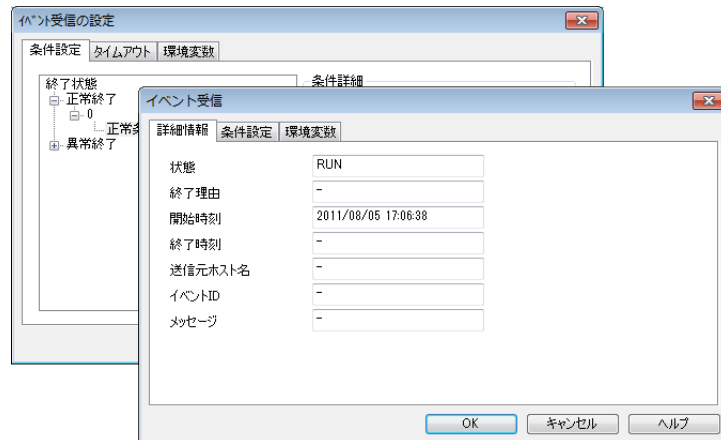 ｲﾍﾞﾝﾄ受信の設定
条件設定 タイムアウト 環境変数
終了状態
正常終了
0
正常
異常終了
条件詳細
イベント受信
詳細情報 条件設定 環境変数
状態 RUN
終了理由 -
開始時刻 2011/08/05 17:06:38
終了時刻 -
送信元ホスト名 -
イベントID -
メッセージ -
OK キャンセル ヘルプ